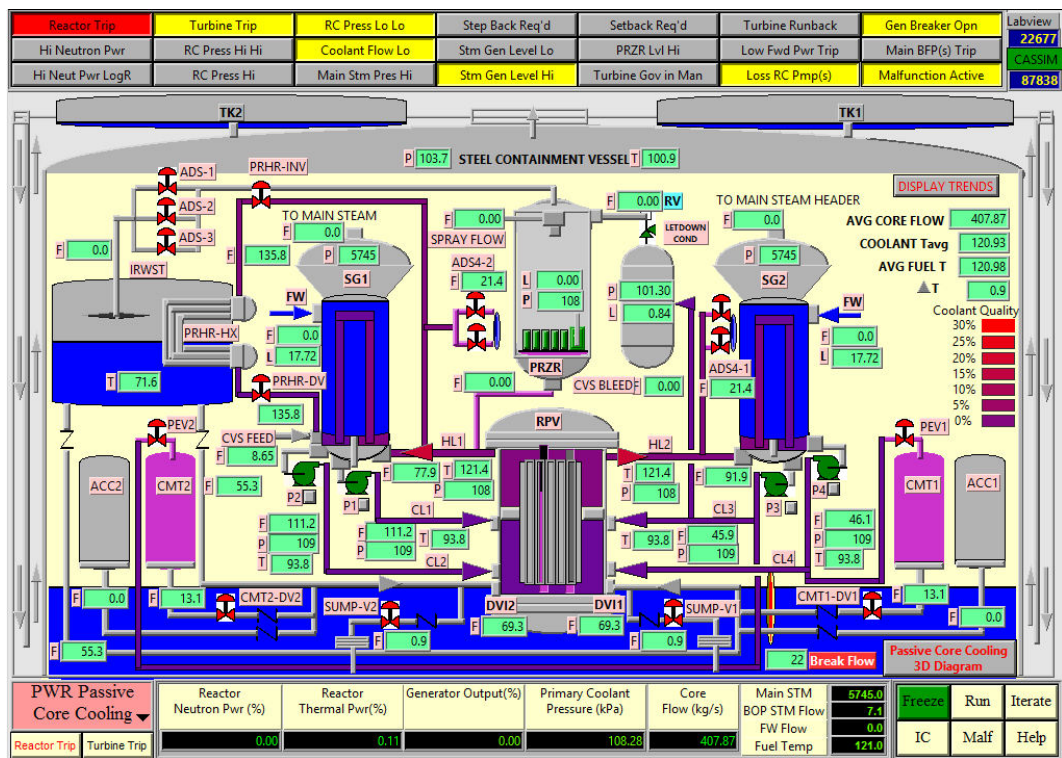 Reactor Trip Turbine Trip RC Press Lo Lo Step Back Req'd Setback Req'd Turbine Runback Gen Breaker Opn Labview
22677
Hi Neutron Pwr RC Press Hi Hi Coolant Flow Lo Stm Gen Level Lo PRZR Lvl Hi Low Fwd Pwr Trip Main BFP(s) Trip CASSIM
Hi Neut Pwr LogR RC Press Hi Main Stm Pres Hi Stm Gen Level Hi Turbine Gov in Man Loss RC Pmp(s) Malfunction Active 87838
TK2 TK1
P 103.7 STEEL CONTAINMENT VESSEL T 100.9
ADS-1 PRHR-INV
DISPLAY TRENDS
F 0.00 RV
ADS-2
TO MAIN STEAM
F 0.0
F 0.00
SPRAY FLOW
LETDOWN
COND
TO MAIN STEAM HEADER
F 0.0
AVG CORE FLOW 407.87
ADS-3
F 0.0
F 135.8
P 5745
P 5745
COOLANT Tavg 120.93
IRWST
SG1
ADS4-2
F 21.4
L 0.00
P 108
P 101.30
L 0.84
SG2
AVG FUEL T 120.98
T 0.9
FW FW
Coolant Quality
30%
25%
20%
15%
10%
5%
0%
PRHR-HX
F 0.0
L 17.72
F 0.0
L 17.72
T 71.6
PRHR-DV
135.8
PRZR
F 0.00
CVS BLEED F 0.00
ADS4-1
F 21.4
PEV2
CVS FEED
F 8.65
RPV
PEV1
HL1 HL2
ACC2 CMT2
F 55.3
F 77.9
T 121.4
P 108
T 121.4
P 108
F 91.9
CMT1 ACC1
P2 P1 P3 P4
CL1 CL3
F 111.2
P 109
T 93.8
F 111.2
P 109
T 93.8
T 93.8
F 45.9
P 109
F 46.1
P 109
T 93.8
CL2 CL4
F 0.0 F 13.1 CMT2-DV2 SUMP-V2 DVI2 DVI1 SUMP-V1 CMT1-DV1 F 13.1 F 0.0
F 0.9 F 69.3 F 69.3 F 0.9
F 55.3
22 Break Flow
Passive Core Cooling
3D Diagram
PWR Passive
Core Cooling
Reactor Trip Turbine Trip
Reactor
Neutron Pwr (%)
0.00
Reactor
Thermal Pwr(%)
0.11
Generator Output(%)
0.00
Primary Coolant
Pressure (kPa)
108.28
Core
Flow (kg/s)
407.87
Main STM 5745.0
BOP STM Flow 7.1
FW Flow 0.0
Fuel Temp 121.0
Freeze Run Iterate
IC Malf Help